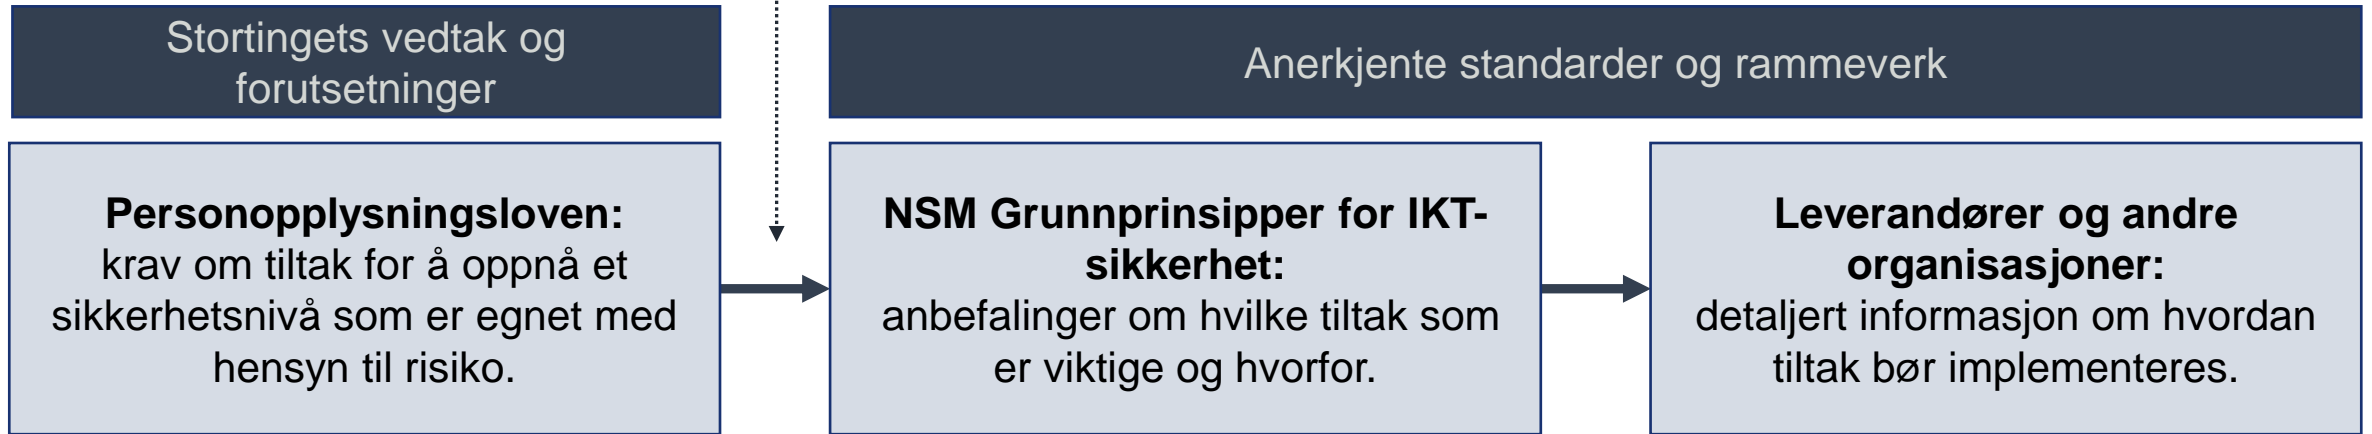 Stortingets vedtak og
forutsetninger
Anerkjente standarder og rammeverk
Personopplysningsloven:
krav om tiltak for å oppnå et
sikkerhetsnivå som er egnet med
hensyn til risiko.
NSM Grunnprinsipper for IKT-
sikkerhet:
anbefalinger om hvilke tiltak som
er viktige og hvorfor.
Leverandører og andre
organisasjoner:
detaljert informasjon om hvordan
tiltak bør implementeres.